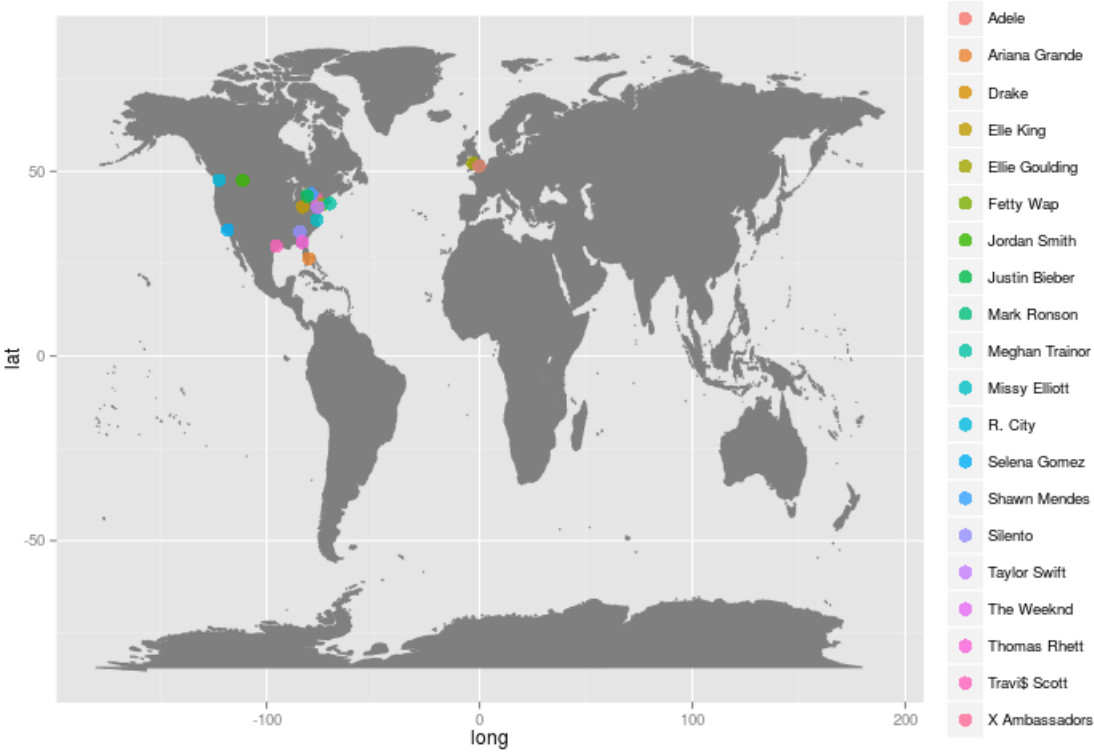 Adele
Ariana Grande
Drake
Elle King
50
Ellie Goulding
Fetty Wap
Jordan Smith
Justin Bieber
Mark Ronson
lat
0
Meghan Trainor
Missy Elliott
R. City
Selena Gomez
Shawn Mendes
-50
Silento
Taylor Swift
The Weeknd
Thomas Rhett
Travi$ Scott
-100
0
100
200
X Ambassadors
long